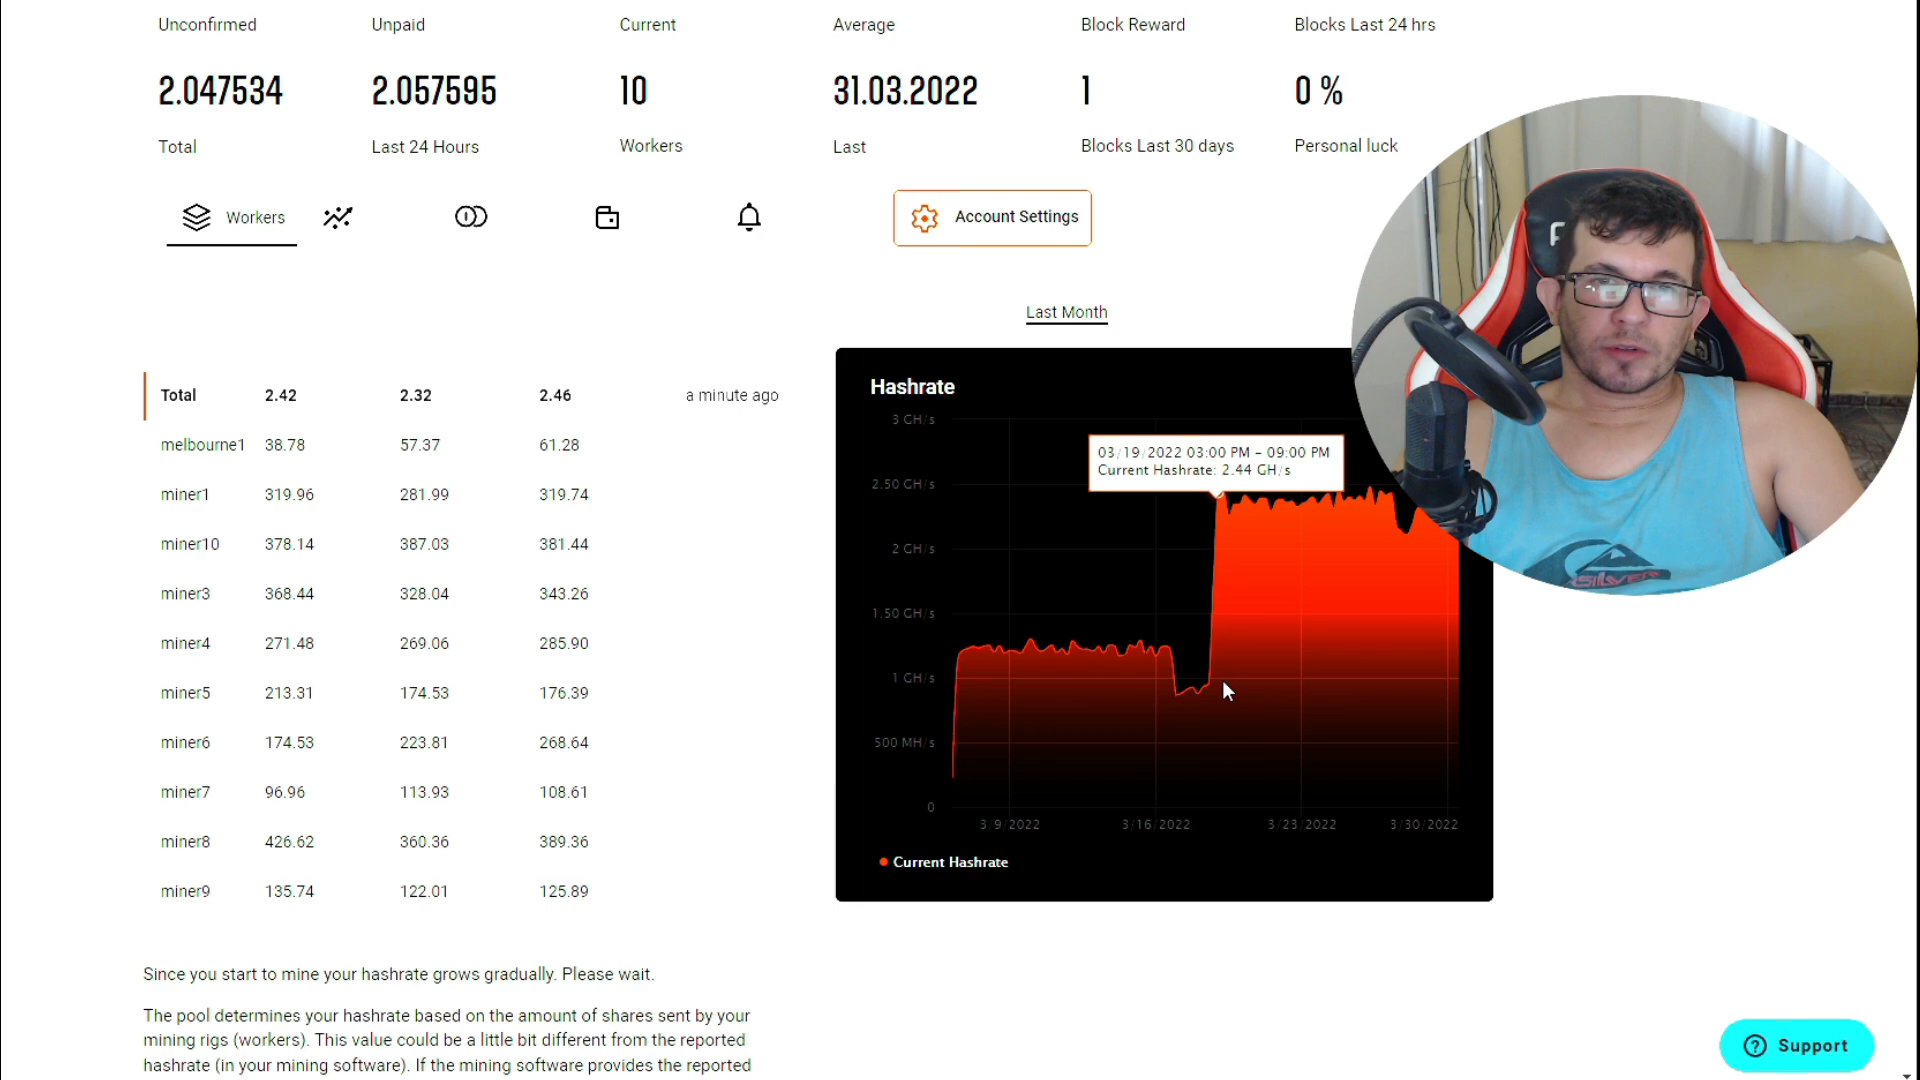 Unconfirmed Unpaid Current Average Block Reward Blocks Last 24 hrs
2.047534 2.057595 10 31.03.2022 1 0 %
Total Last 24 Hours Workers Last Blocks Last 30 days Personal luck
Workers Account Settings
Last Month
Total 2.42 2.32 2.46 a minute ago
melbourne1 38.78 57.37 61.28
miner1 319.96 281.99 319.74
miner10 378.14 387.03 381.44
miner3 368.44 328.04 343.26
miner4 271.48 269.06 285.90
miner5 213.31 174.53 176.39
miner6 174.53 223.81 268.64
miner7 96.96 113.93 108.61
miner8 426.62 360.36 389.36
miner9 135.74 122.01 125.89
Since you start to mine your hashrate grows gradually. Please wait.
The pool determines your hashrate based on the amount of shares sent by your
mining rigs (workers). This value could be a little bit different from the reported
hashrate (in your mining software). If the mining software provides the reported
Hashrate
3 GH/s
03/19/2022 03:00 PM – 09:00 PM
Current Hashrate: 2.44 GH/s
2.50 GH/s
2 GH/s
1.50 GH/s
1 GH/s
500 MH/s
0
3/9/2022 3/16/2022 3/23/2022 3/30/2022
Current Hashrate
Support